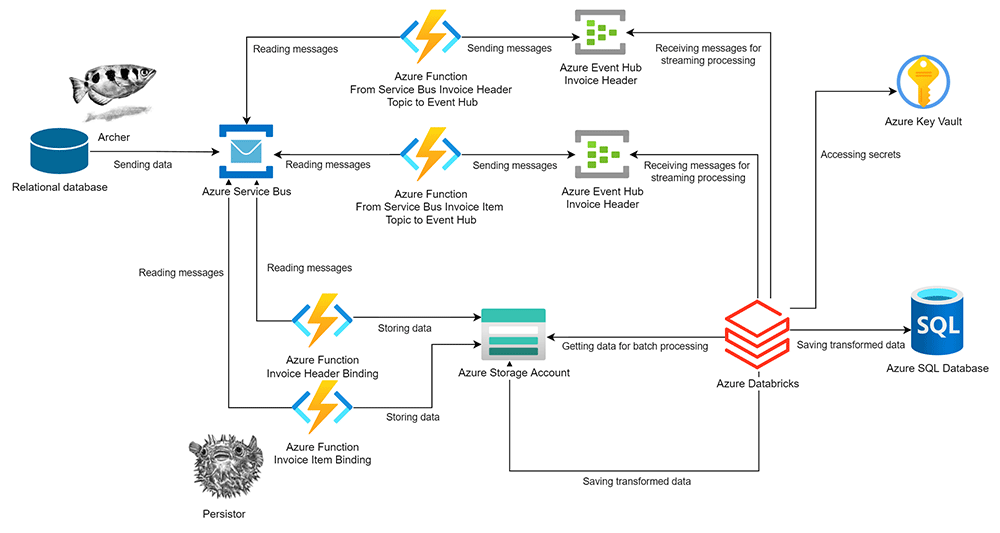 Reading messages
Sending messages
Receiving messages for
streaming processing
Azure Function
From Service Bus Invoice Header
Topic to Event Hub
Azure Event Hub
Invoice Header
Azure Key Vault
Archer
Sending data
Relational database
Azure Service Bus
Reading messages
Sending messages
Receiving messages for
streaming processing
Accessing secrets
Azure Function
From Service Bus Invoice Item
Topic to Event Hub
Azure Event Hub
Invoice Header
Reading messages
Reading messages
Storing data
Azure Function
Invoice Header Binding
Azure Storage Account
Getting data for batch processing
Azure Databricks
Saving transformed data
SQL
Azure SQL Database
Storing data
Azure Function
Invoice Item Binding
Saving transformed data
Persistor